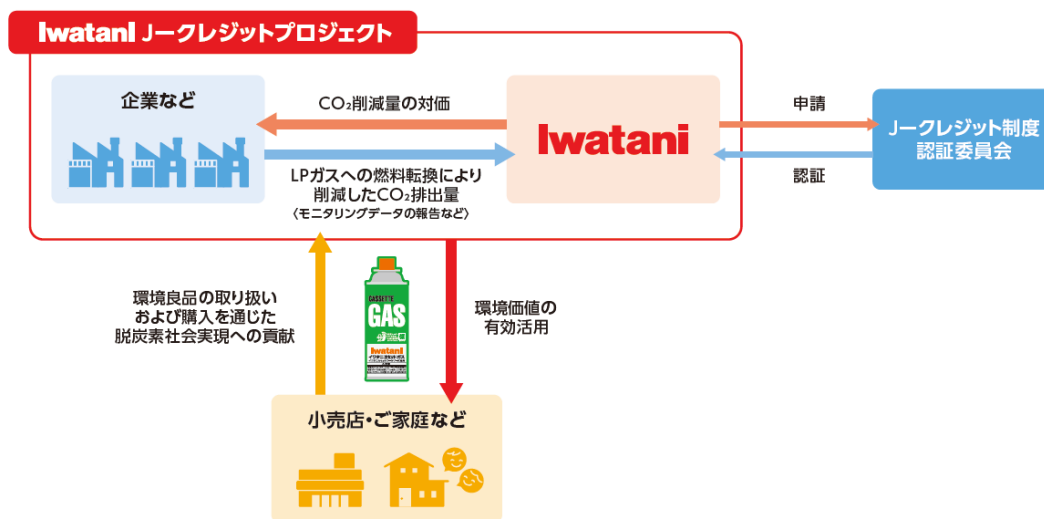 Iwatani Jークレジットプロジェクト
企業など
CO₂削減量の対価
LPガスへの燃料転換により
削減したCO₂排出量
〈モニタリングデータの報告など〉
Iwatani
申請
認証
Jークレジット制度
認証委員会
環境良品の取り扱い
および購入を通じた
脱炭素社会実現への貢献
CASSETTE
GAS
Iwatani
環境価値の
有効活用
小売店・ご家庭など